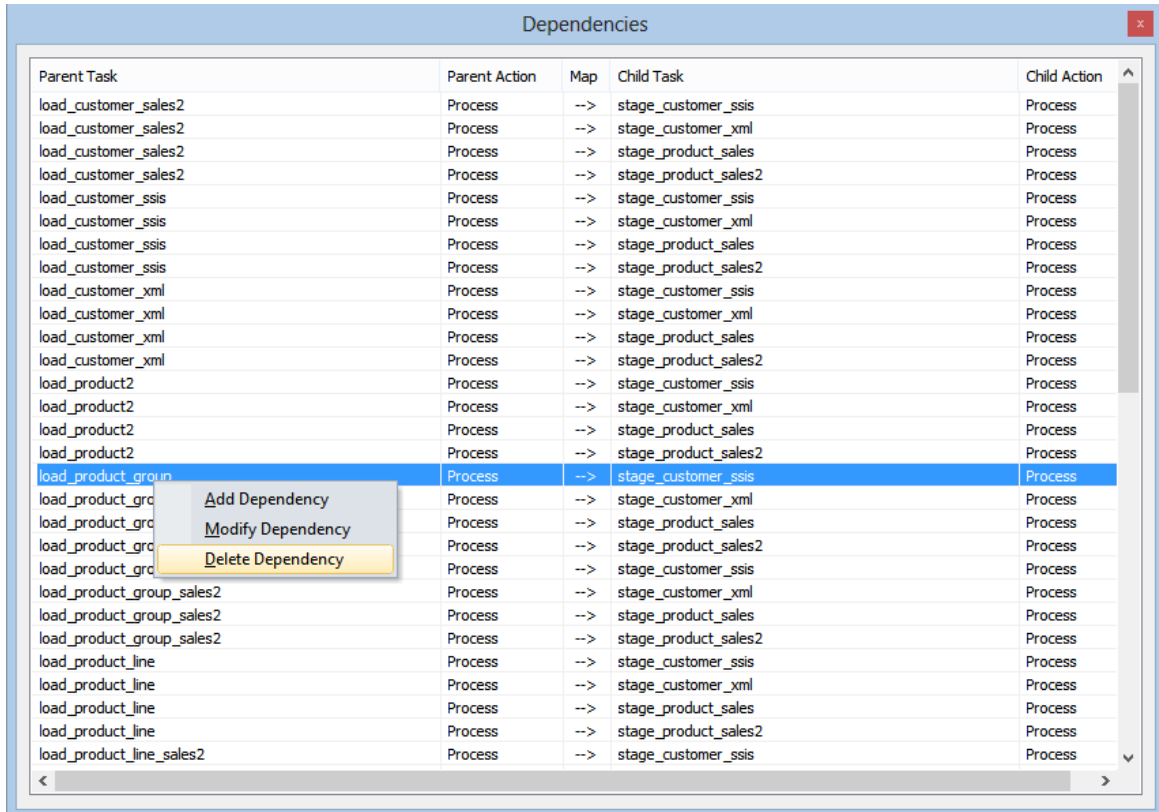 Dependencies
x
Parent Task Parent Action Map Child Task Child Action
load_customer_sales2 Process --> stage_customer_ssis Process
load_customer_sales2 Process --> stage_customer_xml Process
load_customer_sales2 Process --> stage_product_sales Process
load_customer_sales2 Process --> stage_product_sales2 Process
load_customer_ssis Process --> stage_customer_ssis Process
load_customer_ssis Process --> stage_customer_xml Process
load_customer_ssis Process --> stage_product_sales Process
load_customer_ssis Process --> stage_product_sales2 Process
load_customer_xml Process --> stage_customer_ssis Process
load_customer_xml Process --> stage_customer_xml Process
load_customer_xml Process --> stage_product_sales Process
load_customer_xml Process --> stage_product_sales2 Process
load_product2 Process --> stage_customer_ssis Process
load_product2 Process --> stage_customer_xml Process
load_product2 Process --> stage_product_sales Process
load_product2 Process --> stage_product_sales2 Process
load_product_group Process --> stage_customer_ssis Process
load_product_gro Add Dependency Process --> stage_customer_xml Process
load_product_gro Modify Dependency Process --> stage_product_sales Process
load_product_gro Process --> stage_product_sales2 Process
load_product_gro Delete Dependency Process --> stage_customer_ssis Process
load_product_group_sales2 Process --> stage_customer_xml Process
load_product_group_sales2 Process --> stage_product_sales Process
load_product_group_sales2 Process --> stage_product_sales2 Process
load_product_line Process --> stage_customer_ssis Process
load_product_line Process --> stage_customer_xml Process
load_product_line Process --> stage_product_sales Process
load_product_line Process --> stage_product_sales2 Process
load_product_line_sales2 Process --> stage_customer_ssis Process